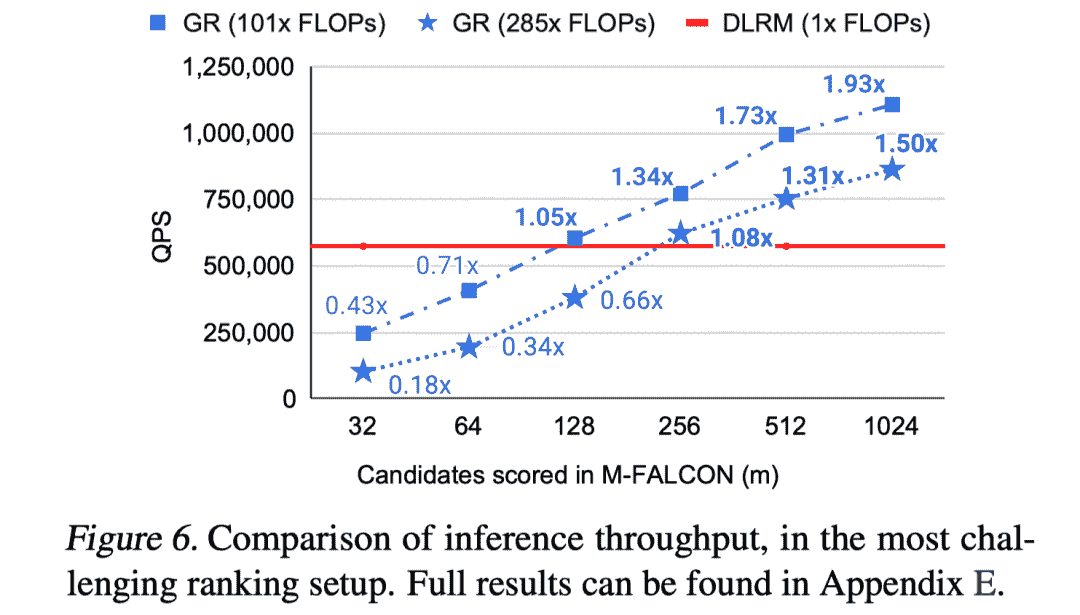 GR (101x FLOPs) GR (285x FLOPs) DLRM (1x FLOPs)
1,250,000
1,000,000
750,000
500,000
250,000
0
QPS
0.43x
0.71x
1.05x
1.34x
1.73x
1.93x
0.18x
0.34x
0.66x
1.08x
1.31x
1.50x
32 64 128 256 512 1024
Candidates scored in M-FALCON (m)
Figure 6. Comparison of inference throughput, in the most chal-
lenging ranking setup. Full results can be found in Appendix E.